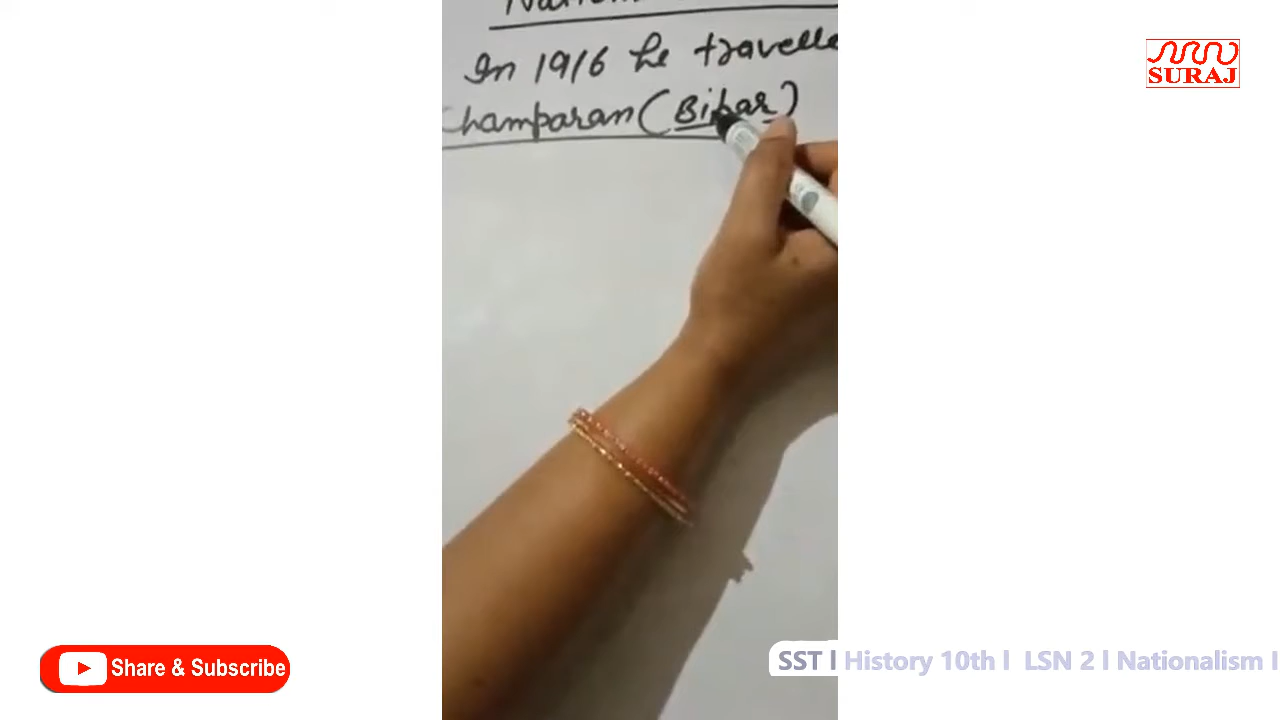 In 1916 he travelle
Champaran (Bihar)
SURAJ
Share & Subscribe
SST l History 10th l LSN 2 l Nationalism I